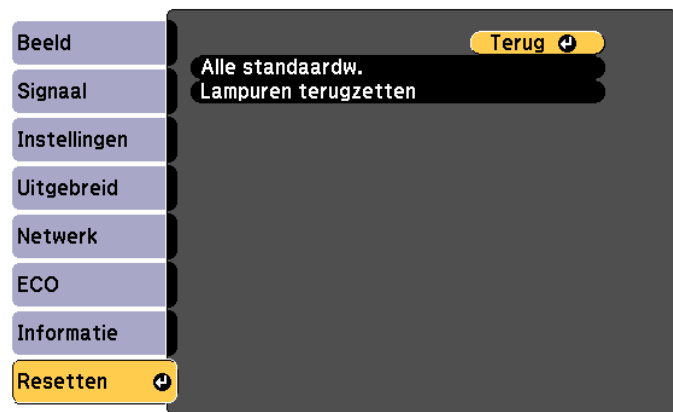 Beeld
Signaal
Instellingen
Uitgebreid
Netwerk
ECO
Informatie
Resetten
Terug
Alle standaardw.
Lampuren terugzetten